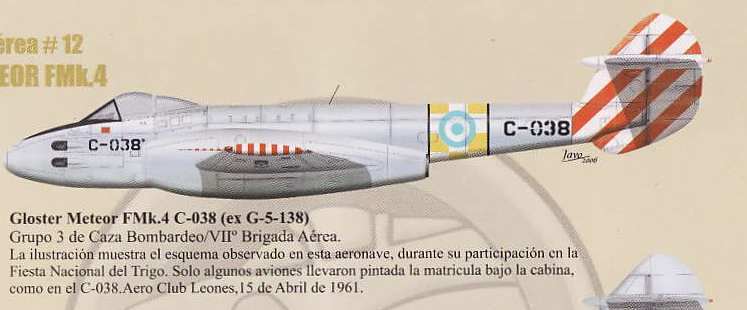 érea # 12
EOR FMk.4
C-038
C-038
Javo
2006
Gloster Meteor FMk.4 C-038 (ex G-5-138)
Grupo 3 de Caza Bombardeo/VIIº Brigada Aérea.
La ilustración muestra el esquema observado en esta aeronave, durante su participación en la
Fiesta Nacional del Trigo. Solo algunos aviones llevaron pintada la matricula bajo la cabina,
como en el C-038.Aero Club Leones,15 de Abril de 1961.